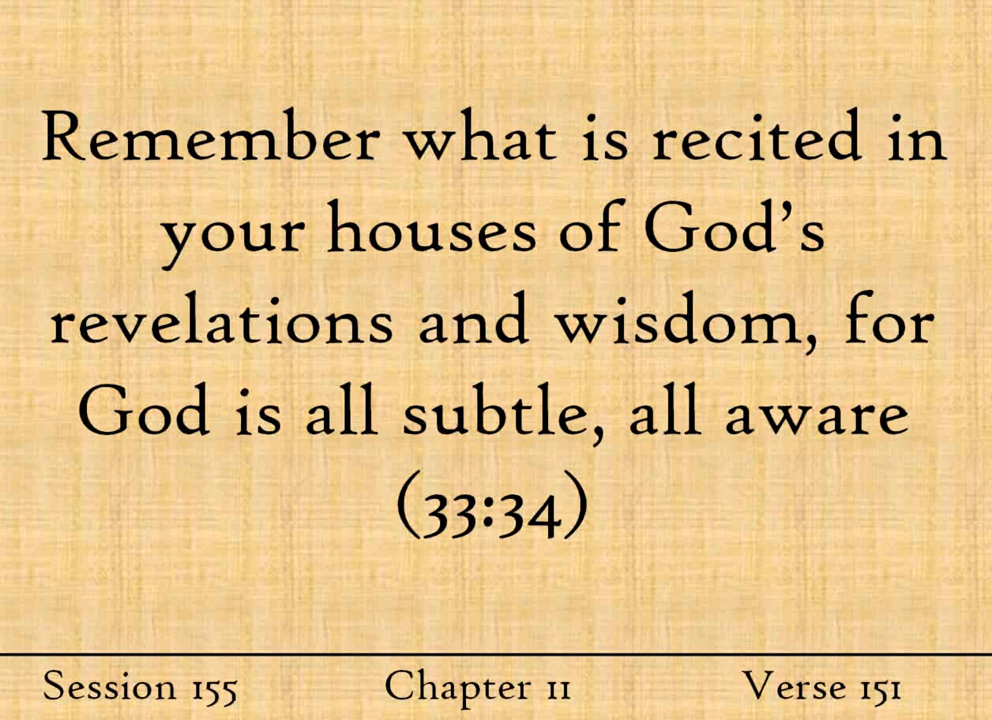 Remember what is recited in
your houses of God’s
revelations and wisdom, for
God is all subtle, all aware
(33:34)
Session 155 Chapter 11 Verse 151